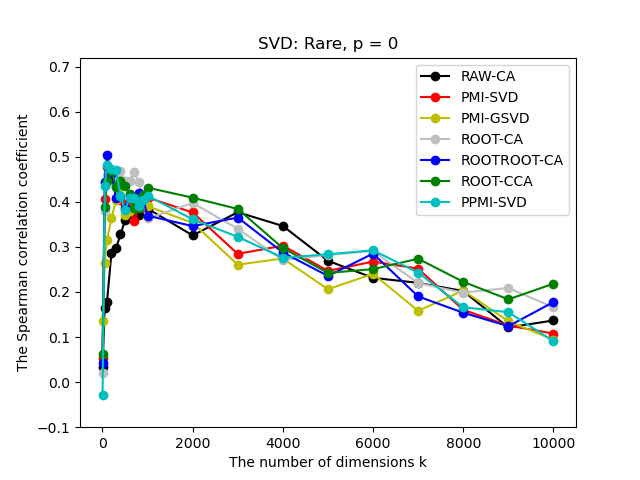 SVD: Rare, p = 0
The Spearman correlation coefficient
0.7
0.6
0.5
0.4
0.3
0.2
0.1
0.0
−0.1
RAW-CA
PMI-SVD
PMI-GSVD
ROOT-CA
ROOTROOT-CA
ROOT-CCA
PPMI-SVD
0
2000
4000
6000
8000
10000
The number of dimensions k